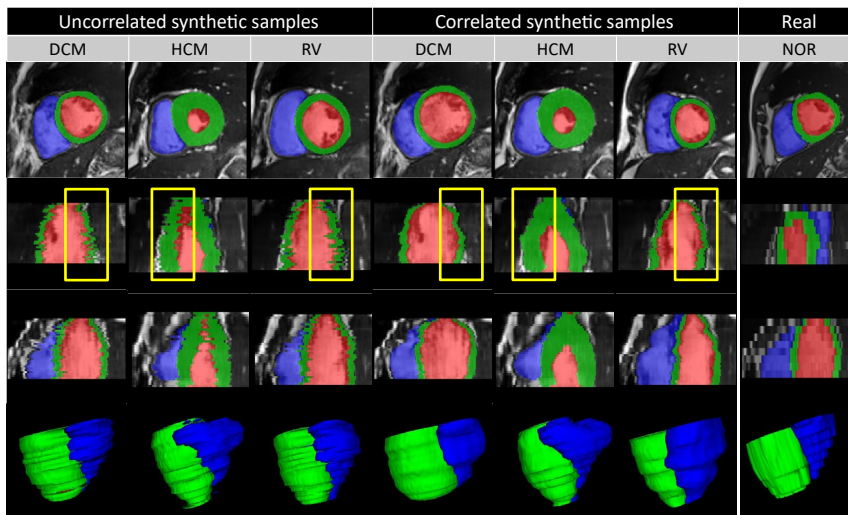 Uncorrelated synthetic samples Correlated synthetic samples Real
DCM HCM RV DCM HCM RV NOR